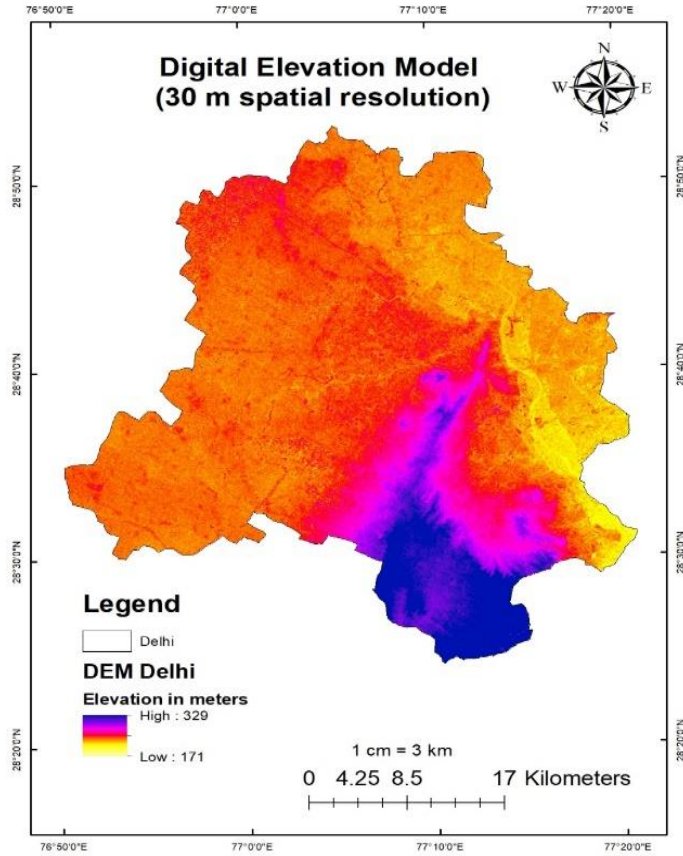 76°50'0"E 77°0'0"E 77°10'0"E 77°20'0"E
Digital Elevation Model
(30 m spatial resolution)
N
W E
S
28°50'0"N 28°50'0"N
28°40'0"N 28°40'0"N
28°30'0"N 28°30'0"N
Legend
Delhi
DEM Delhi
Elevation in meters
High : 329
Low : 171
28°20'0"N 28°20'0"N
1 cm = 3 km
0 4.25 8.5 17 Kilometers
76°50'0"E 77°0'0"E 77°10'0"E 77°20'0"E